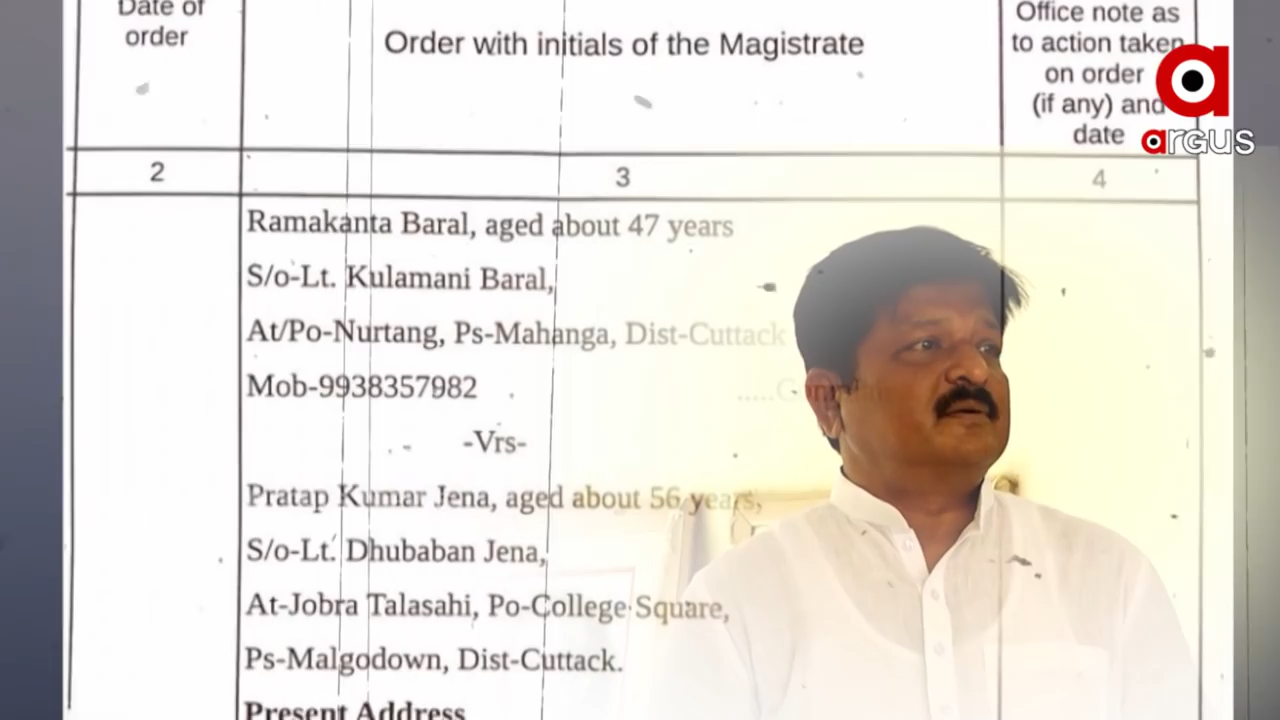 Date of
order
Order with initials of the Magistrate
Office note as
to action taken
on order
(if any) and
date
argus
2
3
4
Ramakanta Baral, aged about 47 years
S/o-Lt. Kulamani Baral,
At/Po-Nurtang, Ps-Mahanga, Dist-Cuttack
Mob-9938357982
-Vrs-
Pratap Kumar Jena, aged about 56 years,
S/o-Lt. Dhubaban Jena,
At-Jobra Talasahi, Po-College Square,
Ps-Malgodown, Dist-Cuttack.
Present Address